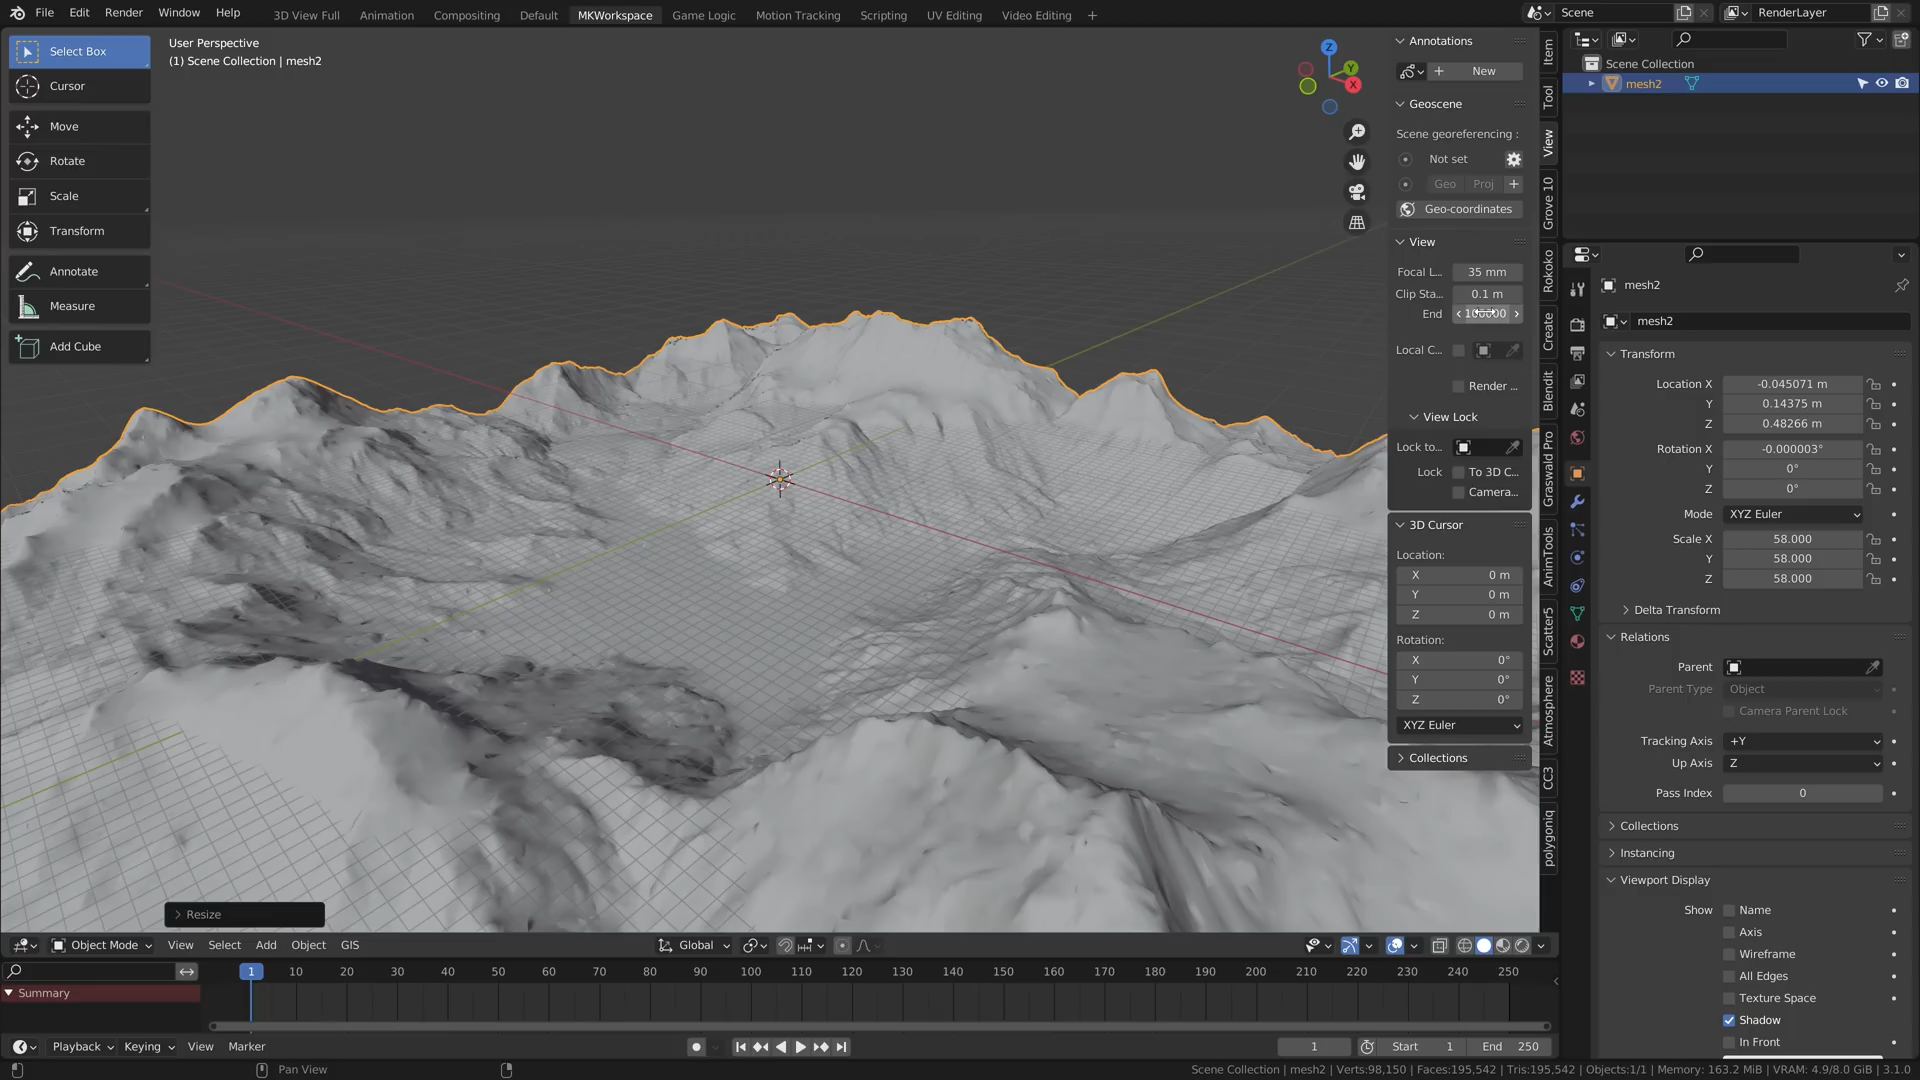 File Edit Render Window Help
3D View Full Animation Compositing Default MKWorkspace Game Logic Motion Tracking Scripting UV Editing Video Editing +
Scene
RenderLayer
Select Box
Cursor
Move
Rotate
Scale
Transform
Annotate
Measure
Add Cube
User Perspective
(1) Scene Collection | mesh2
Z
Y
X
Annotations
New
Geoscene
Scene georeferencing :
Not set
Geo Proj
Geo-coordinates
View
Focal L... 35 mm
Clip Sta... 0.1 m
End
Local C...
Render ...
View Lock
Lock to...
Lock To 3D C...
Camera...
3D Cursor
Location:
X 0 m
Y 0 m
Z 0 m
Rotation:
X 0°
Y 0°
Z 0°
XYZ Euler
Collections
Item
Tool
View
Grove 10
Rokoko
Create
Blendit
Graswald Pro
AnimTools
Scatter5
Atmosphere
CC3
polygoniq
Scene Collection
mesh2
mesh2
mesh2
Transform
Location X -0.045071 m
Y 0.14375 m
Z 0.48266 m
Rotation X -0.000003°
Y 0°
Z 0°
Mode XYZ Euler
Scale X 58.000
Y 58.000
Z 58.000
Delta Transform
Relations
Parent
Parent Type Object
Camera Parent Lock
Tracking Axis +Y
Up Axis Z
Pass Index 0
Collections
Instancing
Viewport Display
Show Name
Axis
Wireframe
All Edges
Texture Space
Shadow
In Front
Resize
Object Mode View Select Add Object GIS
Global
1 10 20 30 40 50 60 70 80 90 100 110 120 130 140 150 160 170 180 190 200 210 220 230 240 250
Summary
Playback Keying View Marker
1 Start 1 End 250
Pan View
Scene Collection | mesh2 | Verts:98,150 | Faces:195,542 | Tris:195,542 | Objects:1/1 | Memory: 163.2 MiB | VRAM: 4.9/8.0 GiB | 3.1.0